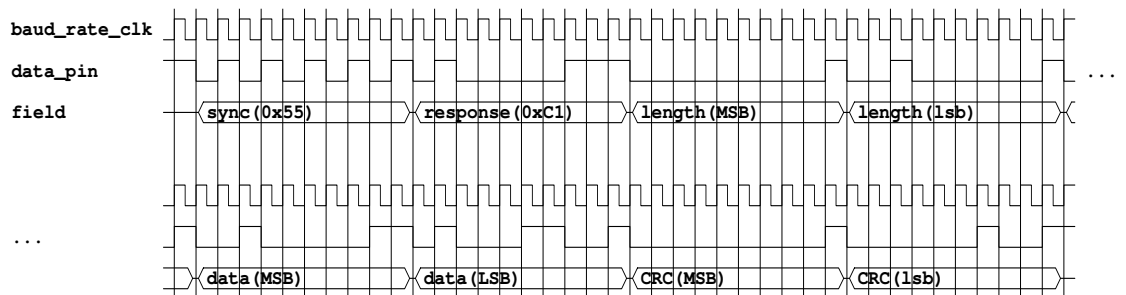 baud_rate_clk
data_pin ...
field sync(0x55) response(0xC1) length(MSB) length(lsb)
...
data(MSB) data(LSB) CRC(MSB) CRC(lsb)